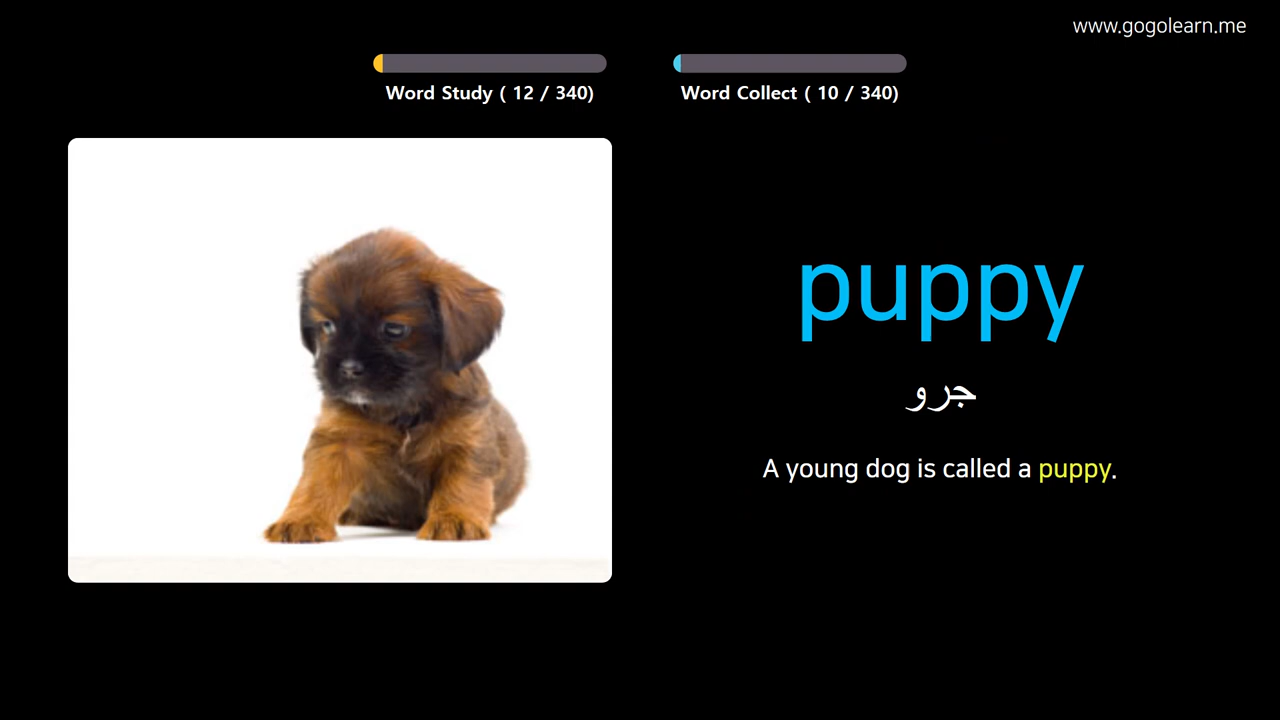 www.gogolearn.me
Word Study ( 12 / 340)
Word Collect ( 10 / 340)
puppy
جرو
A young dog is called a puppy.